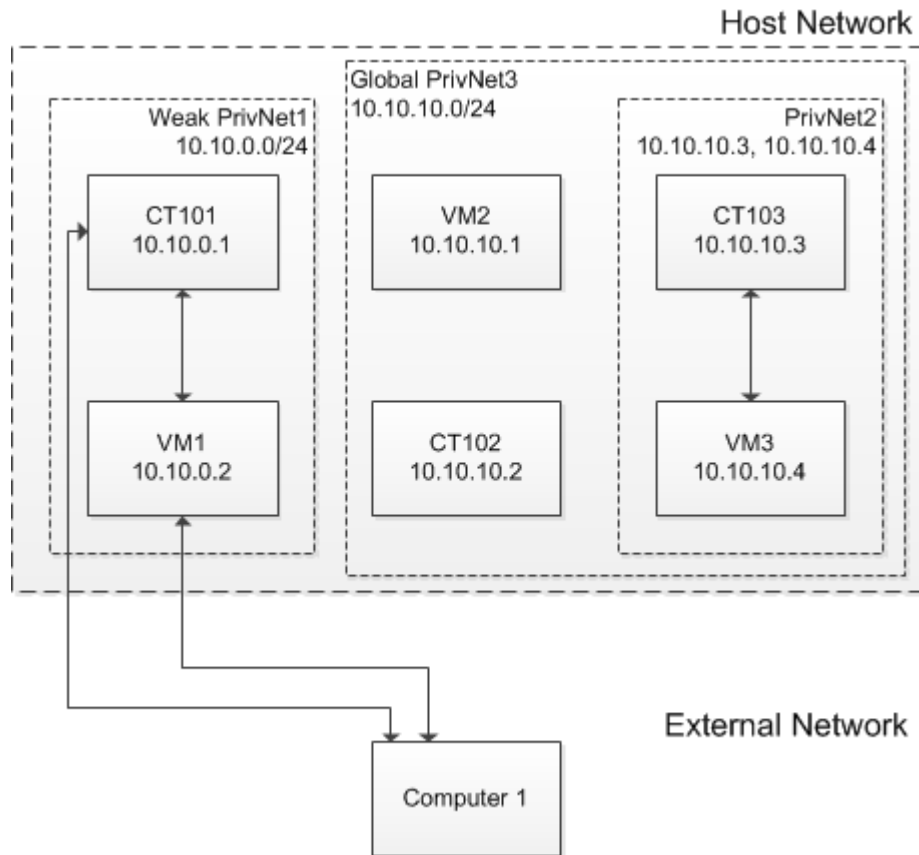 Host Network
Global PrivNet3
10.10.10.0/24
Weak PrivNet1
10.10.0.0/24
PrivNet2
10.10.10.3, 10.10.10.4
CT101
10.10.0.1
VM2
10.10.10.1
CT103
10.10.10.3
VM1
10.10.0.2
CT102
10.10.10.2
VM3
10.10.10.4
External Network
Computer 1